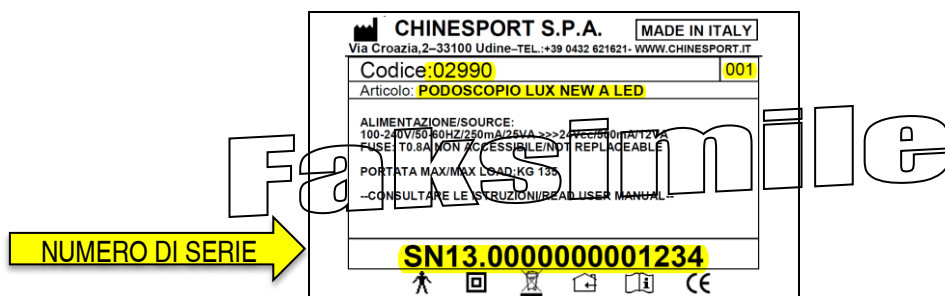 CHINESPORT S.P.A. MADE IN ITALY
Via Croazia,2–33100 Udine–TEL.:+39 0432 621621- WWW.CHINESPORT.IT
Codice:02990 001
Articolo: PODOSCOPIO LUX NEW A LED
ALIMENTAZIONE/SOURCE:
100-240V/50-60HZ/250mA/25VA >>>24Vcc/500mA/12VA
FUSE: T0.8A NON ACCESSIBILE/NOT REPLACEABLE
PORTATA MAX/MAX LOAD:KG 135
--CONSULTARE LE ISTRUZIONI/READ USER MANUAL--
Faksimile
NUMERO DI SERIE
SN13.0000000001234
CE